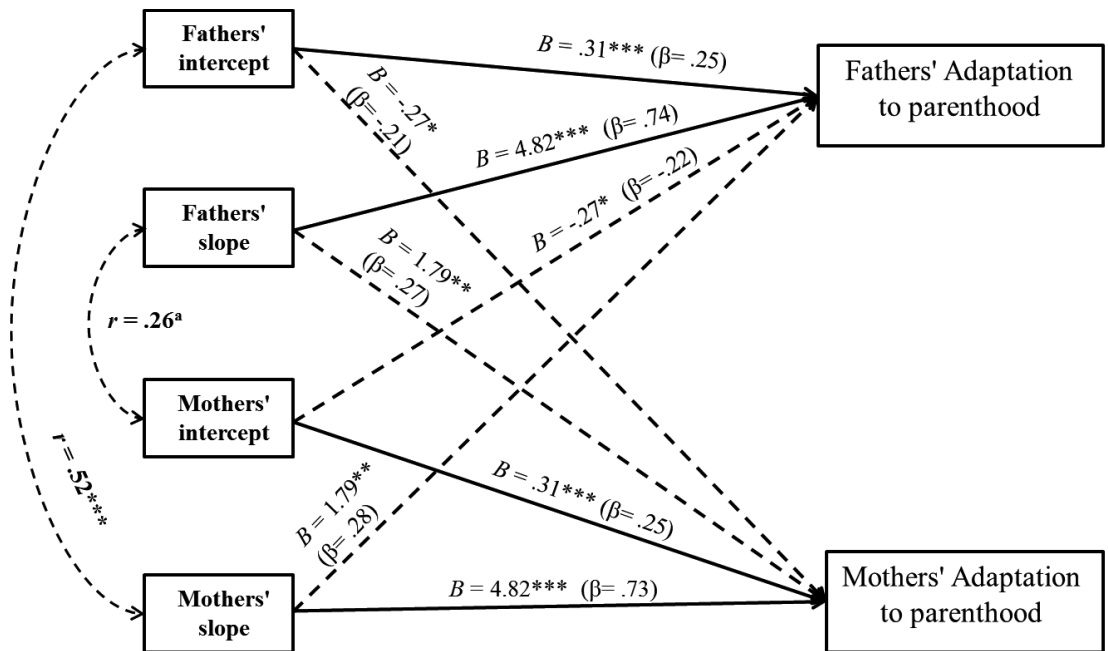 Fathers'
intercept
B = .31*** (β= .25)
Fathers' Adaptation
to parenthood
B = -.27*
(β= -.21)
B = 4.82*** (β= .74)
B = -.27* (β= -.22)
Fathers'
slope
B = 1.79**
(β= .27)
r = .26ᵃ
Mothers'
intercept
r = .52***
B = .31*** (β= .25)
B = 1.79**
(β= .28)
Mothers'
slope
B = 4.82*** (β= .73)
Mothers' Adaptation
to parenthood